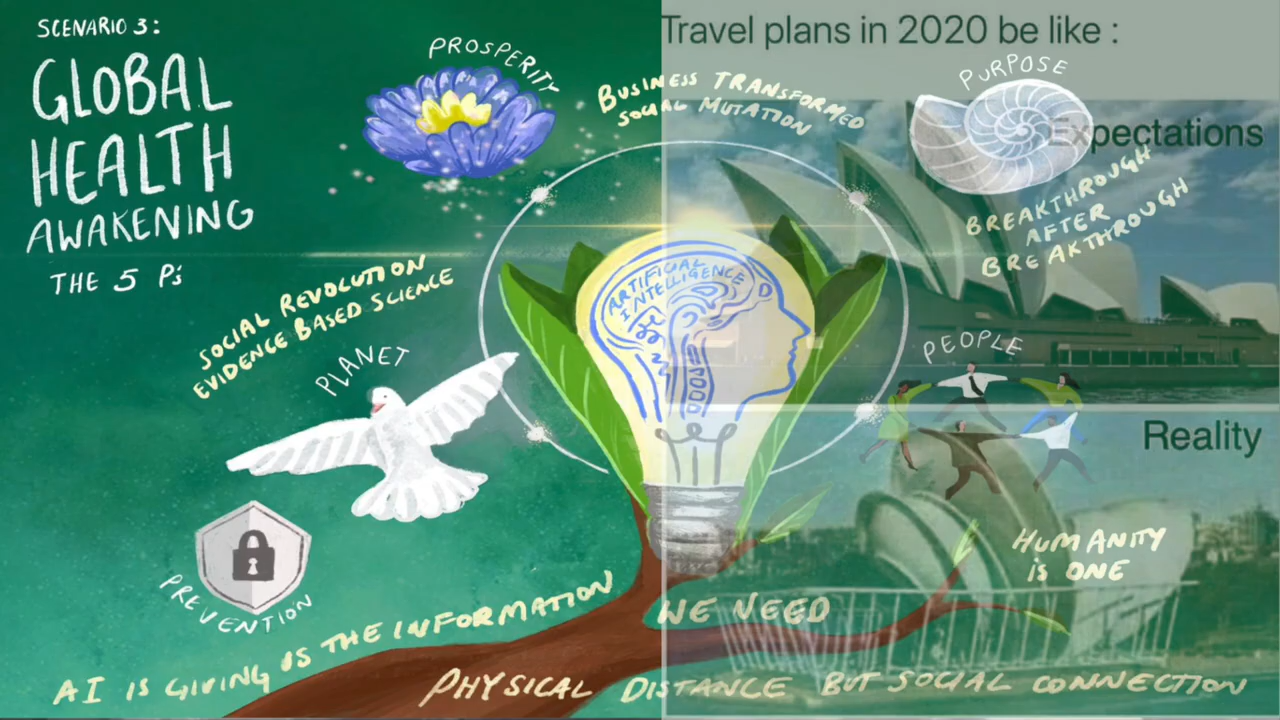 SCENARIO 3:
GLOBAL
HEALTH
AWAKENING
THE 5 P's
PROSPERITY
BUSINESS TRANSFORMED
SOCIAL MUTATION
Travel plans in 2020 be like :
PURPOSE
Expectations
BREAKTHROUGH
AFTER
BREAKTHROUGH
SOCIAL REVOLUTION
EVIDENCE BASED SCIENCE
PLANET
ARTIFICIAL
INTELLIGENCE
PEOPLE
Reality
PREVENTION
HUMANITY
IS ONE
AI IS GIVING US THE INFORMATION WE NEED
PHYSICAL DISTANCE BUT SOCIAL CONNECTION